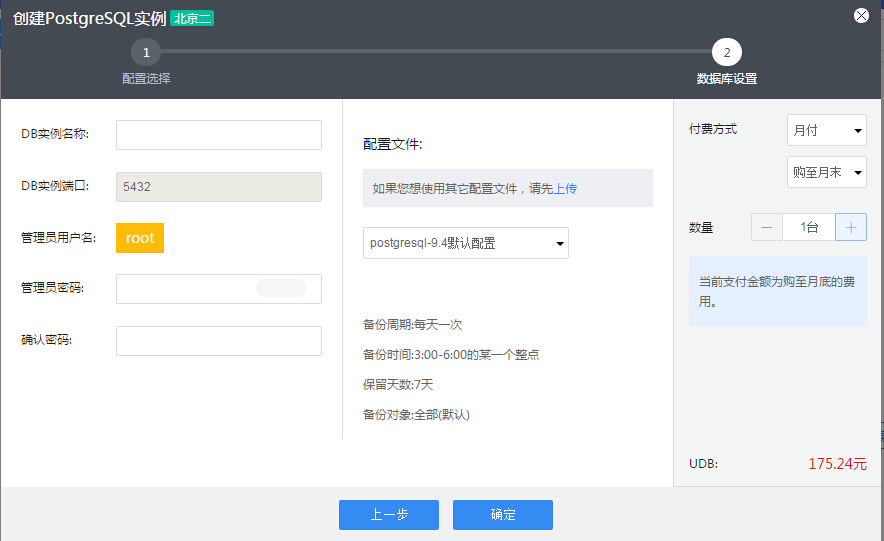 创建PostgreSQL实例 北京二
1
2
配置选择
数据库设置
DB实例名称:
DB实例端口:
5432
管理员用户名:
root
管理员密码:
确认密码:
配置文件:
如果您想使用其它配置文件，请先上传
postgresql-9.4默认配置
备份周期:每天一次
备份时间:3:00-6:00的某一个整点
保留天数:7天
备份对象:全部(默认)
付费方式
月付
购至月末
数量
1台
当前支付金额为购至月底的费
用。
UDB:
175.24元
上一步
确定